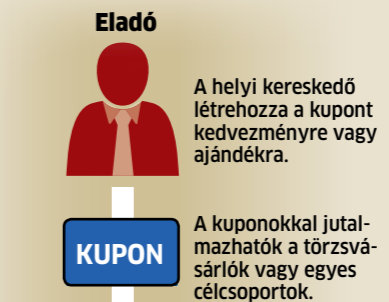 Eladó
A helyi kereskedő
létrehozza a kupont
kedvezményre vagy
ajándékra.
KUPON
A kuponokkal jutal-
mazhatók a törzsvá-
sárlók vagy egyes
célcsoportok.